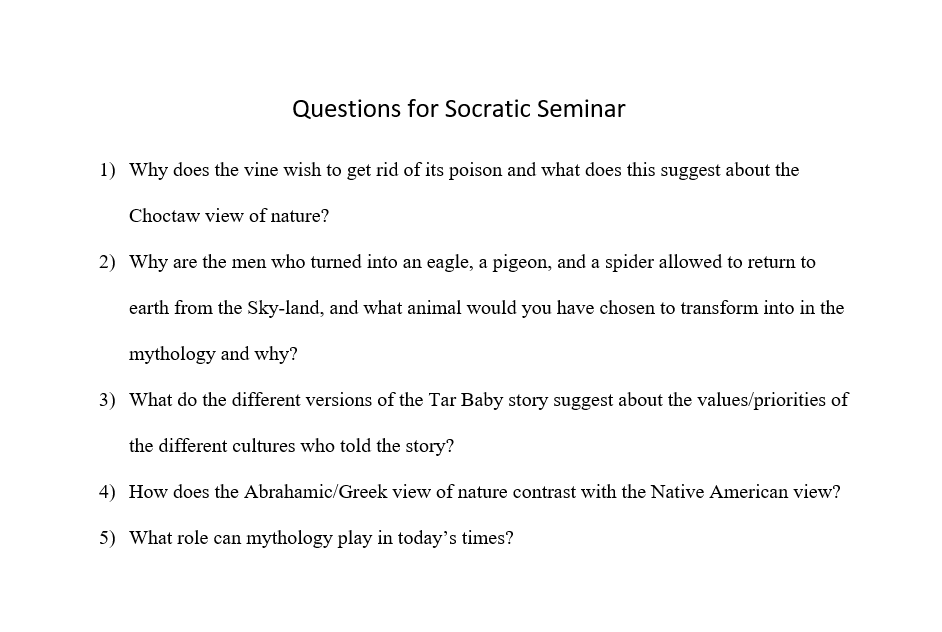 Questions for Socratic Seminar
1) Why does the vine wish to get rid of its poison and what does this suggest about the
Choctaw view of nature?
2) Why are the men who turned into an eagle, a pigeon, and a spider allowed to return to
earth from the Sky-land, and what animal would you have chosen to transform into in the
mythology and why?
3) What do the different versions of the Tar Baby story suggest about the values/priorities of
the different cultures who told the story?
4) How does the Abrahamic/Greek view of nature contrast with the Native American view?
5) What role can mythology play in today’s times?